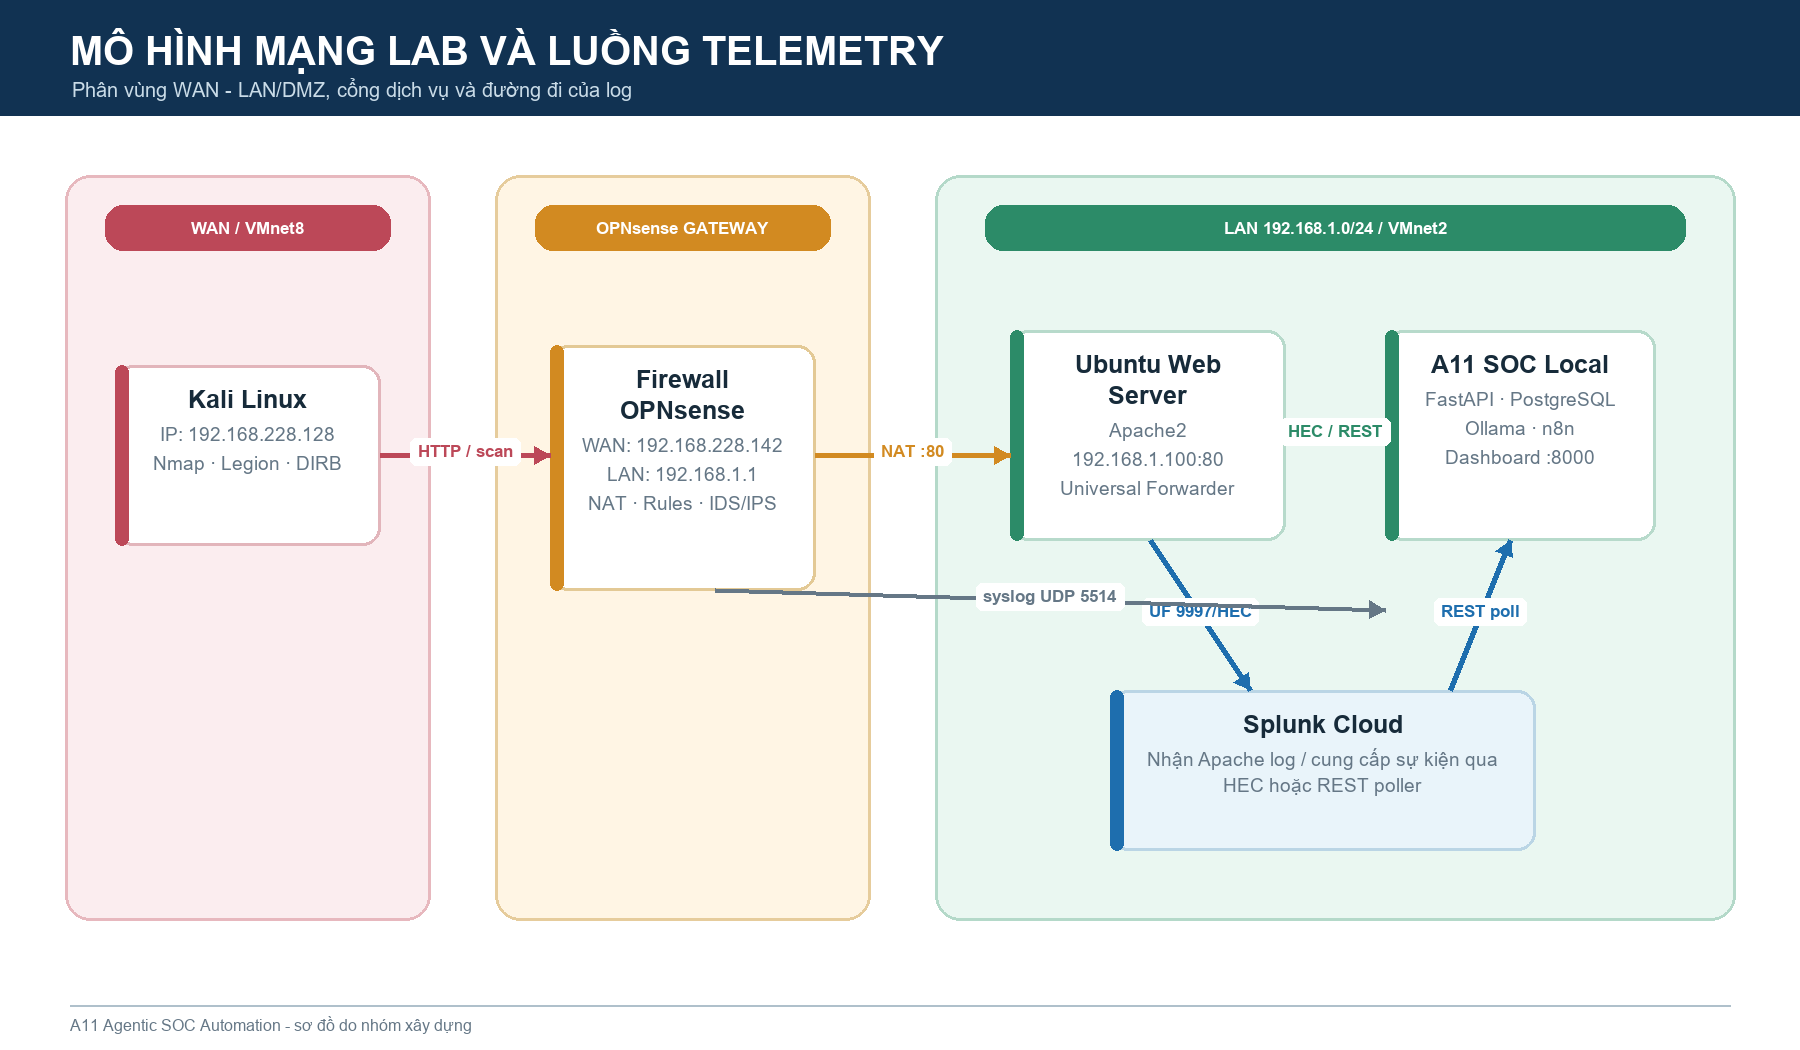 MÔ HÌNH MẠNG LAB VÀ LUỒNG TELEMETRY
Phân vùng WAN - LAN/DMZ, cổng dịch vụ và đường đi của log
WAN / VMnet8
Kali Linux
IP: 192.168.228.128
Nmap · Legion · DIRB
HTTP / scan
OPNsense GATEWAY
Firewall
OPNsense
WAN: 192.168.228.142
LAN: 192.168.1.1
NAT · Rules · IDS/IPS
NAT :80
LAN 192.168.1.0/24 / VMnet2
Ubuntu Web
Server
Apache2
192.168.1.100:80
Universal Forwarder
HEC / REST
A11 SOC Local
FastAPI · PostgreSQL
Ollama · n8n
Dashboard :8000
syslog UDP 5514
UF 9997/HEC
REST poll
Splunk Cloud
Nhận Apache log / cung cấp sự kiện qua
HEC hoặc REST poller
A11 Agentic SOC Automation - sơ đồ do nhóm xây dựng